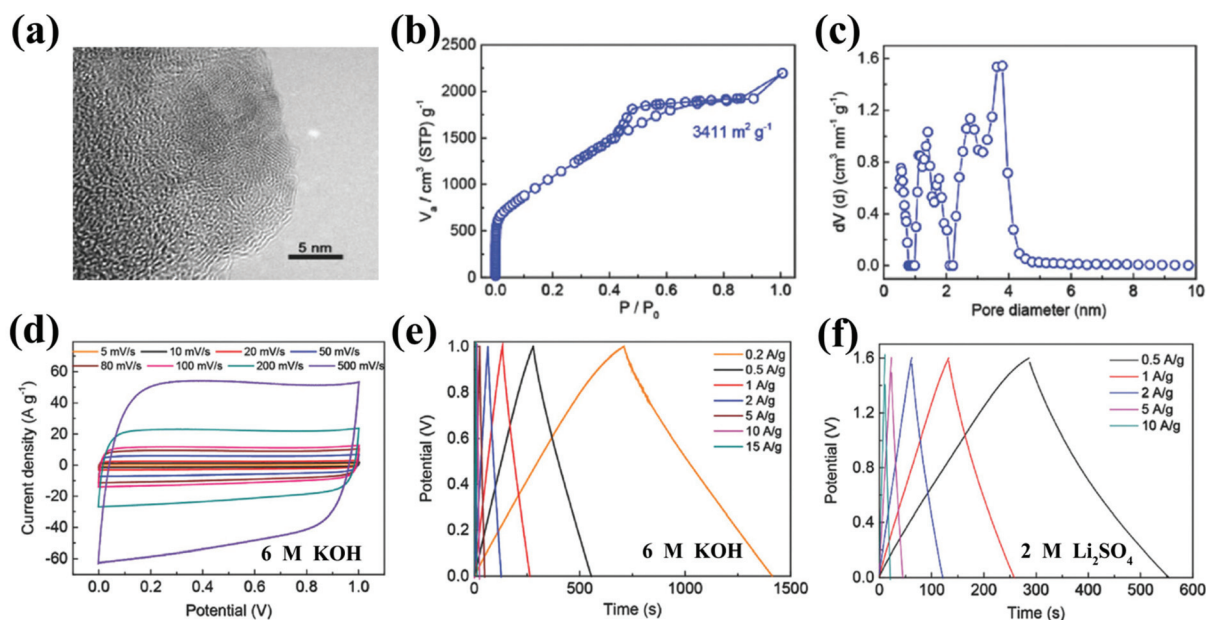 (a)
5 nm
(b)
2500
2000
1500
1000
500
0
Va / cm³ (STP) g⁻¹
3411 m² g⁻¹
0.0 0.2 0.4 0.6 0.8 1.0
P / P₀
(c)
1.6
1.2
0.8
0.4
0.0
dV (d) (cm³ nm⁻¹ g⁻¹)
0 2 4 6 8 10
Pore diameter (nm)
(d)
5 mV/s 10 mV/s 20 mV/s 50 mV/s
80 mV/s 100 mV/s 200 mV/s 500 mV/s
60
40
20
0
-20
-40
-60
Current density (A g⁻¹)
6 M KOH
0.0 0.2 0.4 0.6 0.8 1.0
Potential (V)
(e)
1.0
0.8
0.6
0.4
0.2
0.0
Potential (V)
0.2 A/g
0.5 A/g
1 A/g
2 A/g
5 A/g
10 A/g
15 A/g
6 M KOH
0 500 1000 1500
Time (s)
(f)
1.6
1.2
0.8
0.4
0.0
Potential (V)
0.5 A/g
1 A/g
2 A/g
5 A/g
10 A/g
2 M Li₂SO₄
0 100 200 300 400 500 600
Time (s)